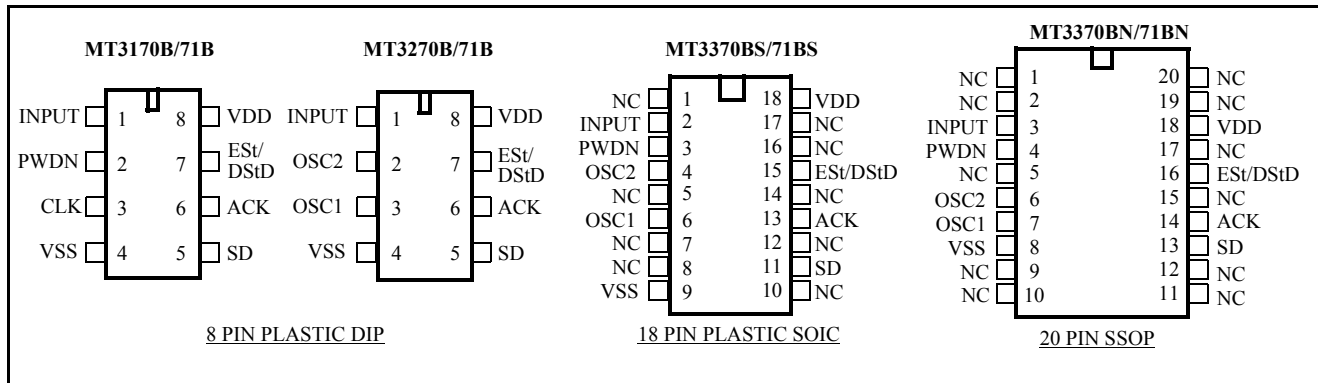 MT3170B/71B
INPUT 1 8 VDD
PWDN 2 7 ESt/
DStD
CLK 3 6 ACK
VSS 4 5 SD
MT3270B/71B
INPUT 1 8 VDD
OSC2 2 7 ESt/
DStD
OSC1 3 6 ACK
VSS 4 5 SD
8 PIN PLASTIC DIP
MT3370BS/71BS
NC 1 18 VDD
INPUT 2 17 NC
PWDN 3 16 NC
OSC2 4 15 ESt/DStD
NC 5 14 NC
OSC1 6 13 ACK
NC 7 12 NC
NC 8 11 SD
VSS 9 10 NC
18 PIN PLASTIC SOIC
MT3370BN/71BN
NC 1 20 NC
NC 2 19 NC
INPUT 3 18 VDD
PWDN 4 17 NC
NC 5 16 ESt/DStD
OSC2 6 15 NC
OSC1 7 14 ACK
VSS 8 13 SD
NC 9 12 NC
NC 10 11 NC
20 PIN SSOP